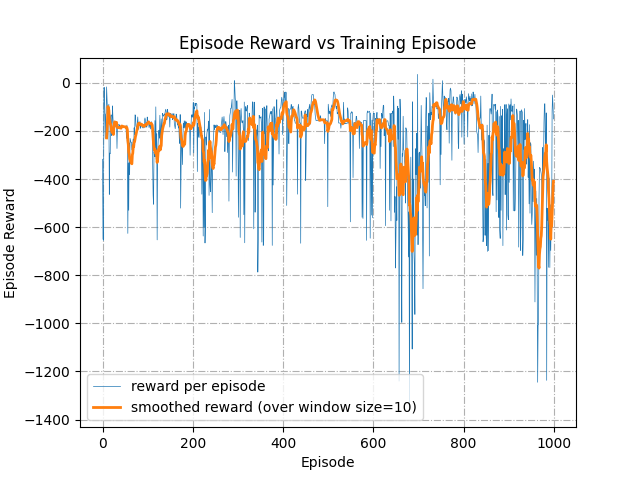 Episode Reward vs Training Episode
Episode Reward
0
−200
−400
−600
−800
−1000
−1200
−1400
reward per episode
smoothed reward (over window size=10)
0 200 400 600 800 1000
Episode